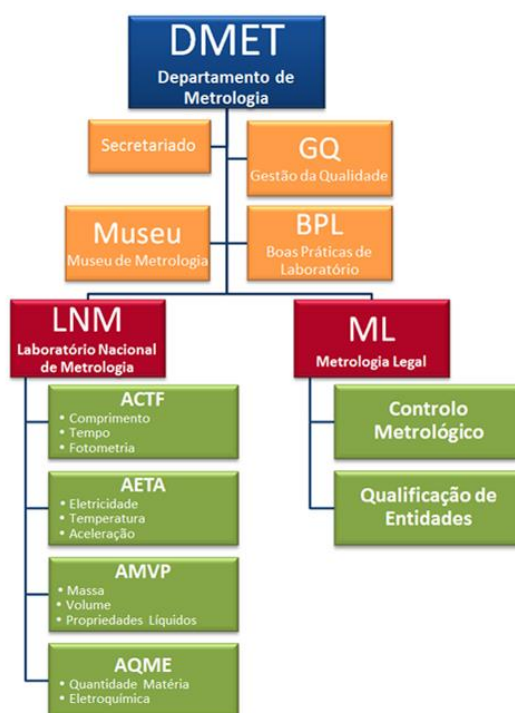 DMET
Departamento de
Metrologia
Secretariado
GQ
Gestão da Qualidade
Museu
Museu de Metrologia
BPL
Boas Práticas de
Laboratório
LNM
Laboratório Nacional
de Metrologia
ML
Metrologia Legal
ACTF
• Comprimento
• Tempo
• Fotometria
AETA
• Eletricidade
• Temperatura
• Aceleração
AMVP
• Massa
• Volume
• Propriedades Líquidos
AQME
• Quantidade Matéria
• Eletroquímica
Controlo
Metrológico
Qualificação de
Entidades